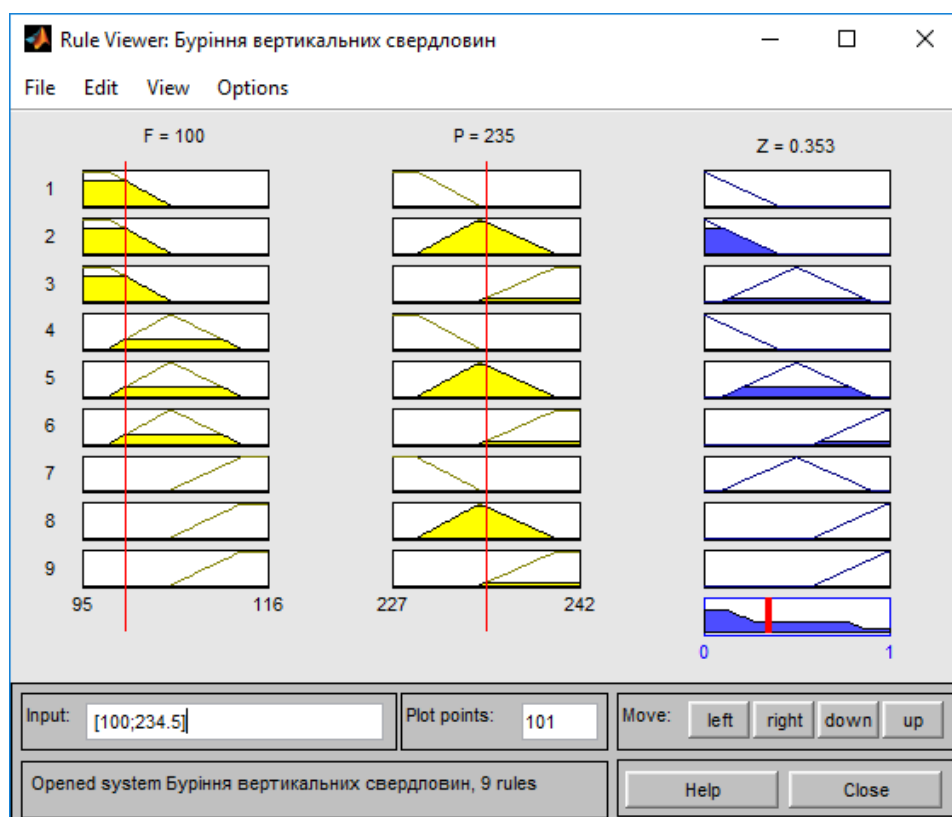 Rule Viewer: Буріння вертикальних свердловин
File Edit View Options
F = 100 P = 235 Z = 0.353
1
2
3
4
5
6
7
8
9
95 116 227 242
0 1
Input: [100;234.5] Plot points: 101 Move: left right down up
Opened system Буріння вертикальних свердловин, 9 rules Help Close